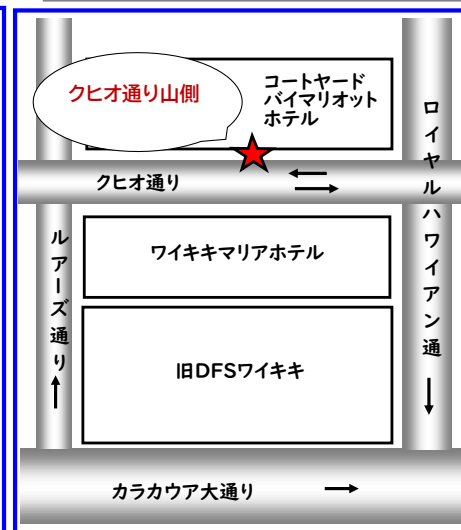 クヒオ通り山側
コートヤード
バイマリオット
ホテル
クヒオ通り
ロイヤルハワイアン通
ルアーズ通り
ワイキキマリアホテル
旧DFSワイキキ
カラカウア大通り